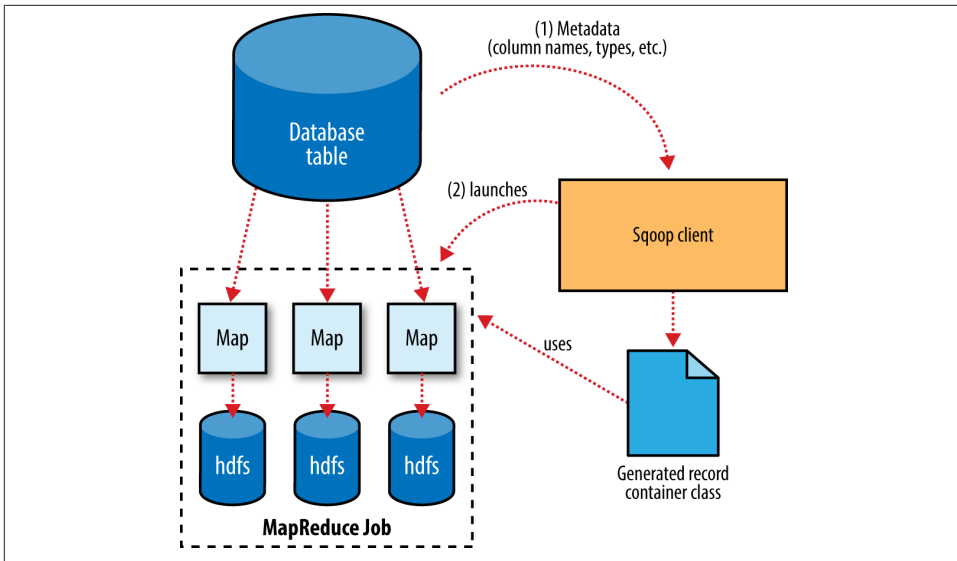 (1) Metadata
(column names, types, etc.)
Database
table
(2) launches
Sqoop client
Map
Map
Map
uses
hdfs
hdfs
hdfs
Generated record
container class
MapReduce Job